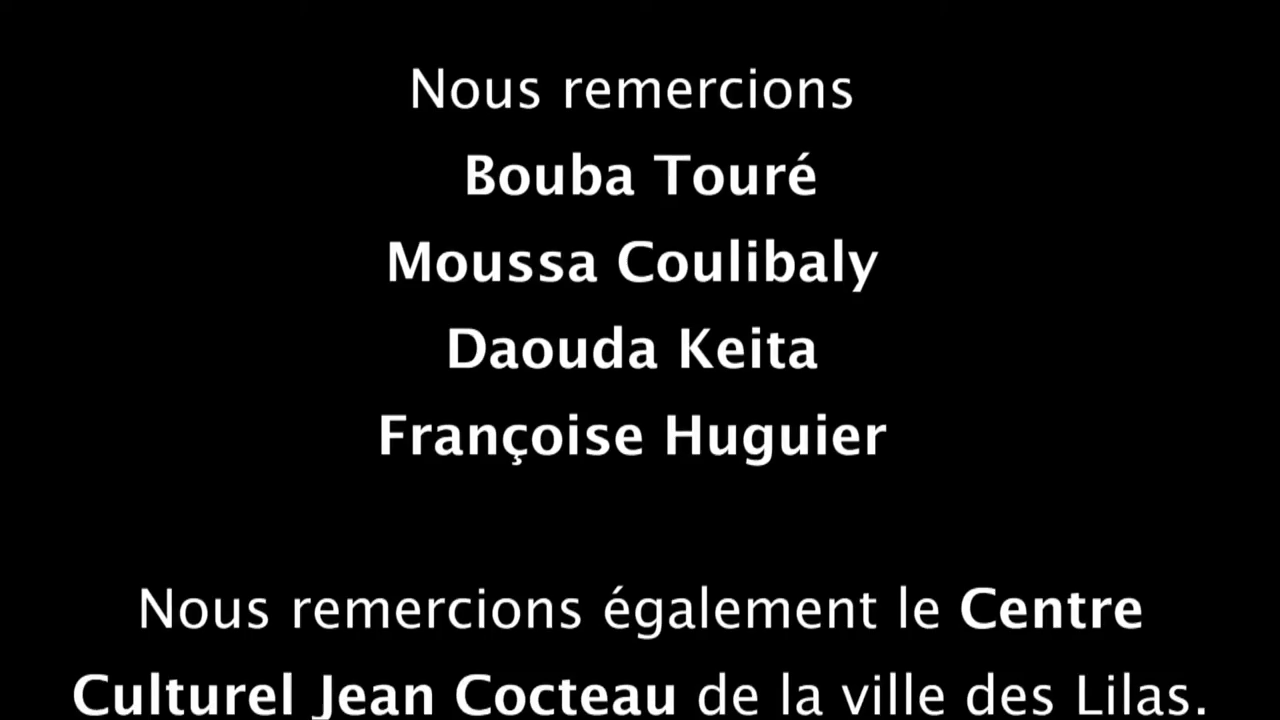 Nous remercions
Bouba Touré
Moussa Coulibaly
Daouda Keita
Françoise Huguier
Nous remercions également le Centre
Culturel Jean Cocteau de la ville des Lilas.